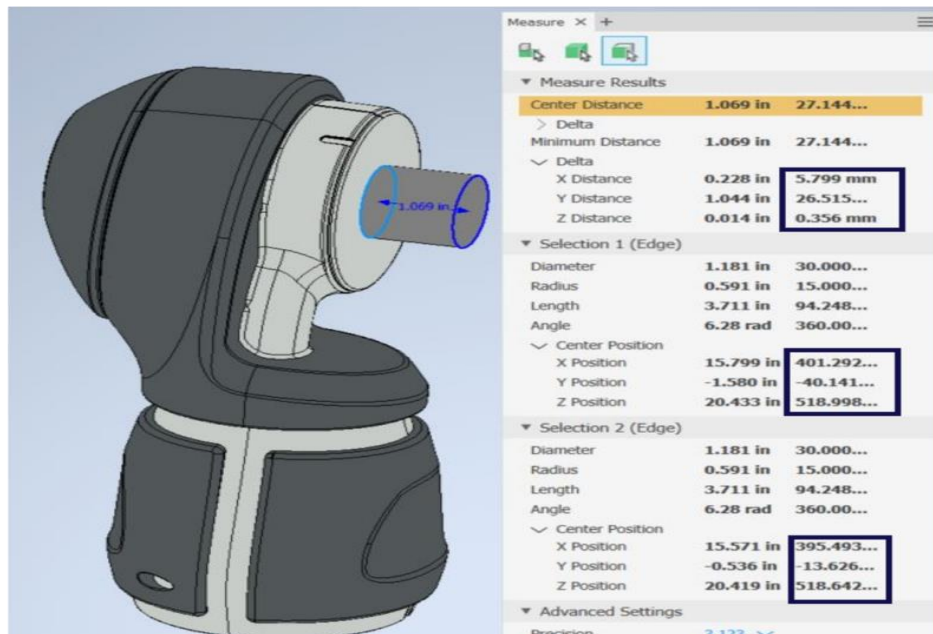 Measure × +
▼ Measure Results
Center Distance 1.069 in 27.144...
> Delta
Minimum Distance 1.069 in 27.144...
Delta
X Distance 0.228 in 5.799 mm
Y Distance 1.044 in 26.515...
Z Distance 0.014 in 0.356 mm
▼ Selection 1 (Edge)
Diameter 1.181 in 30.000...
Radius 0.591 in 15.000...
Length 3.711 in 94.248...
Angle 6.28 rad 360.00...
Center Position
X Position 15.799 in 401.292...
Y Position -1.580 in -40.141...
Z Position 20.433 in 518.998...
▼ Selection 2 (Edge)
Diameter 1.181 in 30.000...
Radius 0.591 in 15.000...
Length 3.711 in 94.248...
Angle 6.28 rad 360.00...
Center Position
X Position 15.571 in 395.493...
Y Position -0.536 in -13.626...
Z Position 20.419 in 518.642...
▼ Advanced Settings
Precision
1.069 in